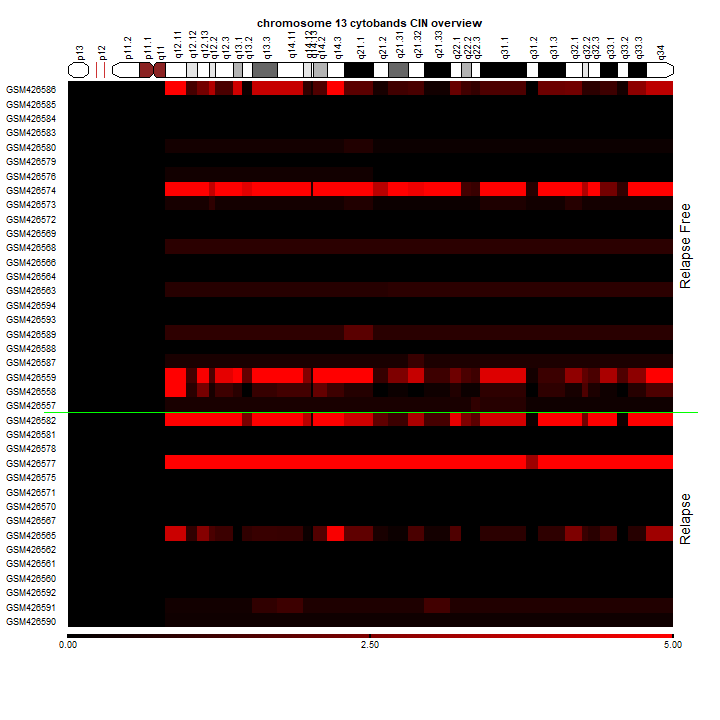 chromosome 13 cytobands CIN overview
p13
p12
p11.2
p11.1
q11
q12.11
q12.12
q12.13
q12.2
q12.3
q13.1
q13.2
q13.3
q14.11
q14.12
q14.13
q14.2
q14.3
q21.1
q21.2
q21.31
q21.32
q21.33
q22.1
q22.2
q22.3
q31.1
q31.2
q31.3
q32.1
q32.2
q32.3
q33.1
q33.2
q33.3
q34
GSM426586
GSM426585
GSM426584
GSM426583
GSM426580
GSM426579
GSM426576
GSM426574
GSM426573
GSM426572
GSM426569
GSM426568
GSM426566
GSM426564
GSM426563
GSM426594
GSM426593
GSM426589
GSM426588
GSM426587
GSM426559
GSM426558
GSM426557
GSM426582
GSM426581
GSM426578
GSM426577
GSM426575
GSM426571
GSM426570
GSM426567
GSM426565
GSM426562
GSM426561
GSM426560
GSM426592
GSM426591
GSM426590
Relapse Free
Relapse
0.00
2.50
5.00